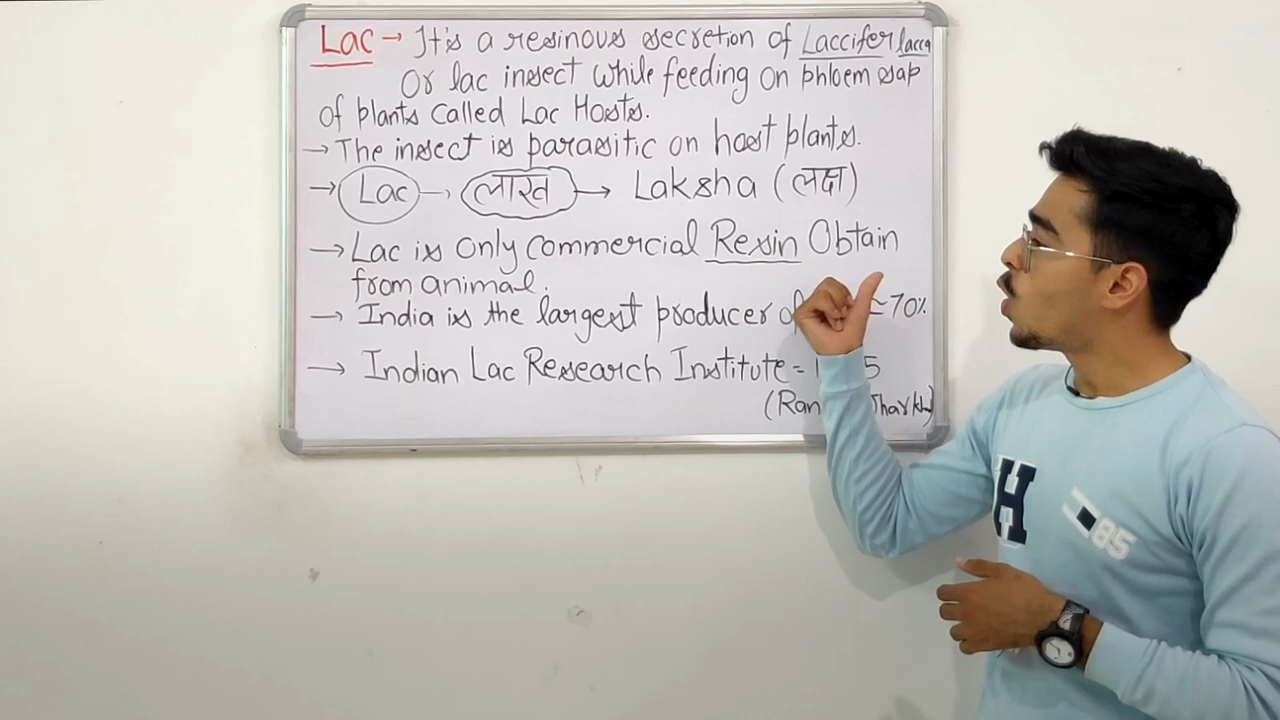 Lac → It's a resinous secretion of Laccifer lacca
Or lac insect while feeding on phloem sap
of plants called Lac Hosts.
→ The insect is parasitic on host plants.
→ Lac → लाख → Laksha (लक्ष)
→ Lac is only commercial Resin Obtain
from animal.
→ India is the largest producer of ≃70%
→ Indian Lac Research Institute =
H
85